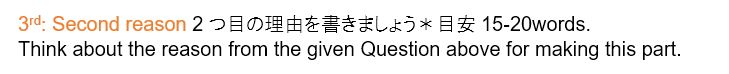 3rd: Second reason 2 つ目の理由を書きましょう＊目安 15-20words.
Think about the reason from the given Question above for making this part.